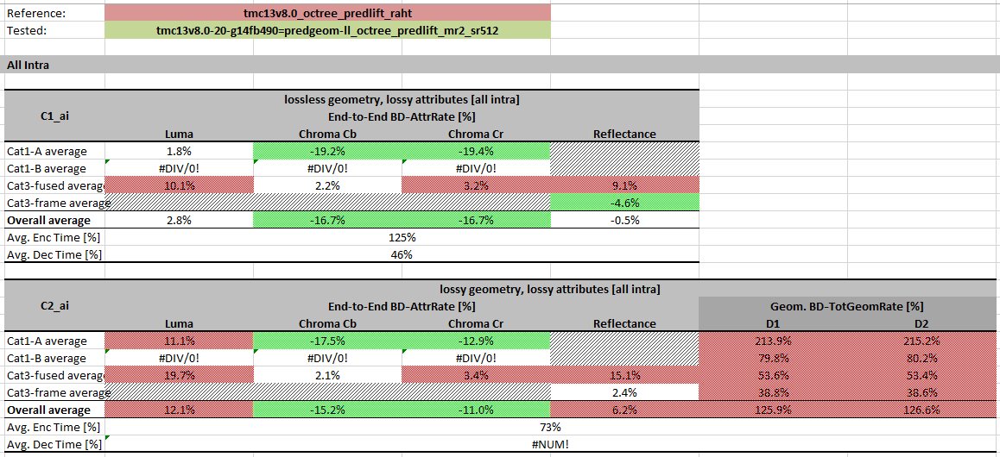 Reference: tmc13v8.0_octree_predlift_raht
Tested: tmc13v8.0-20-g14fb490=predgeom-ll_octree_predlift_mr2_sr512
All Intra
C1_ai
lossless geometry, lossy attributes [all intra]
End-to-End BD-AttrRate [%]
Luma Chroma Cb Chroma Cr Reflectance
Cat1-A average 1.8% -19.2% -19.4%
Cat1-B average #DIV/0! #DIV/0! #DIV/0!
Cat3-fused averag 10.1% 2.2% 3.2% 9.1%
Cat3-frame average -4.6%
Overall average 2.8% -16.7% -16.7% -0.5%
Avg. Enc Time [%] 125%
Avg. Dec Time [%] 46%
C2_ai
lossy geometry, lossy attributes [all intra]
End-to-End BD-AttrRate [%] Geom. BD-TotGeomRate [%]
Luma Chroma Cb Chroma Cr Reflectance D1 D2
Cat1-A average 11.1% -17.5% -12.9% 213.9% 215.2%
Cat1-B average #DIV/0! #DIV/0! #DIV/0! 79.8% 80.2%
Cat3-fused averag 19.7% 2.1% 3.4% 15.1% 53.6% 53.4%
Cat3-frame average 2.4% 38.8% 38.6%
Overall average 12.1% -15.2% -11.0% 6.2% 125.9% 126.6%
Avg. Enc Time [%] 73%
Avg. Dec Time [%] #NUM!